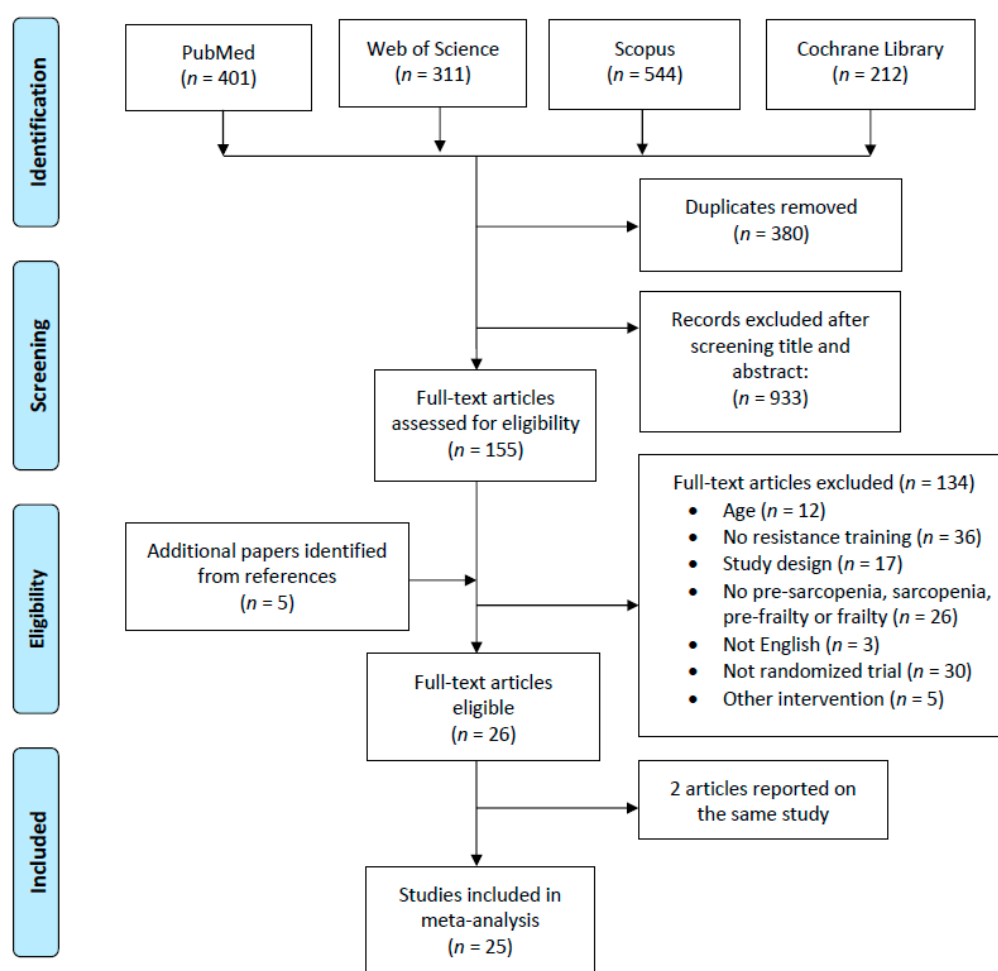 Identification
PubMed
(n = 401)
Web of Science
(n = 311)
Scopus
(n = 544)
Cochrane Library
(n = 212)
Duplicates removed
(n = 380)
Screening
Records excluded after
screening title and
abstract:
(n = 933)
Full-text articles
assessed for eligibility
(n = 155)
Eligibility
Full-text articles excluded (n = 134)
• Age (n = 12)
• No resistance training (n = 36)
• Study design (n = 17)
• No pre-sarcopenia, sarcopenia,
pre-frailty or frailty (n = 26)
• Not English (n = 3)
• Not randomized trial (n = 30)
• Other intervention (n = 5)
Additional papers identified
from references
(n = 5)
Full-text articles
eligible
(n = 26)
Included
2 articles reported on
the same study
Studies included in
meta-analysis
(n = 25)